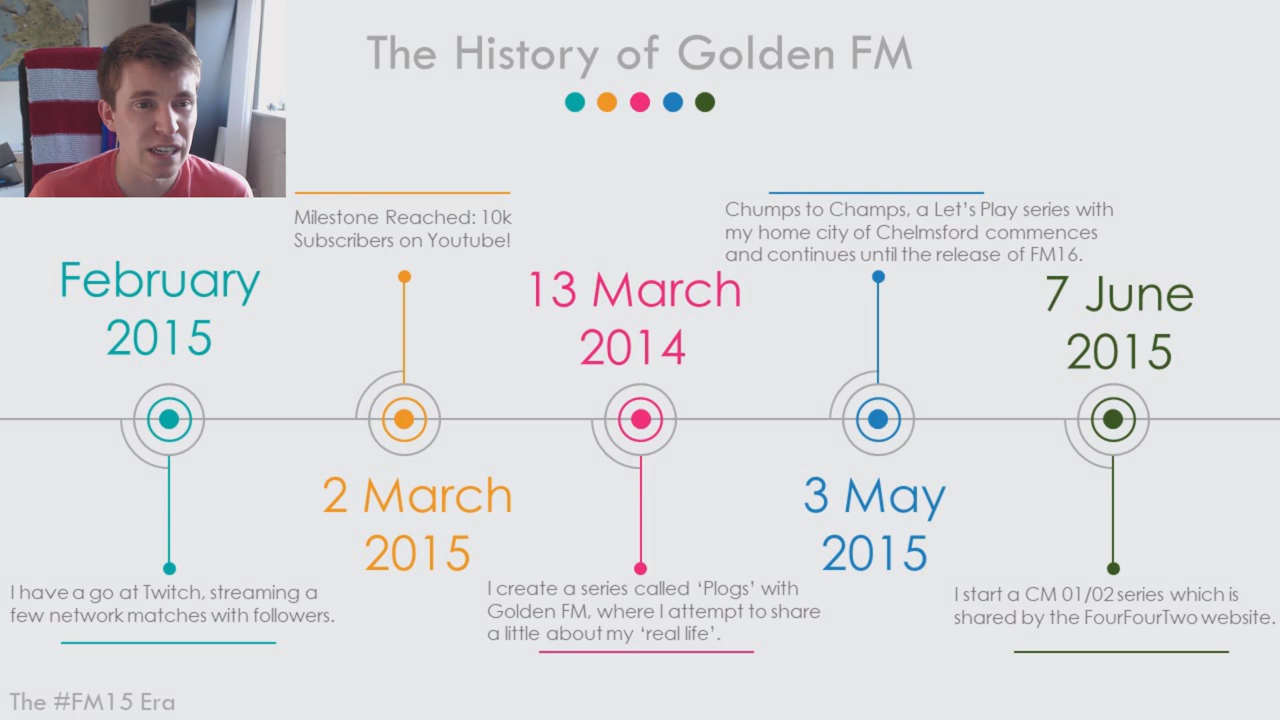 The History of Golden FM
Milestone Reached: 10k
Subscribers on Youtube!
Chumps to Champs, a Let's Play series with
my home city of Chelmsford commences
and continues until the release of FM16.
February
2015
13 March
2014
7 June
2015
2 March
2015
3 May
2015
I have a go at Twitch, streaming a
few network matches with followers.
I create a series called 'Plogs' with
Golden FM, where I attempt to share
a little about my 'real life'.
I start a CM 01/02 series which is
shared by the FourFourTwo website.
The #FM15 Era